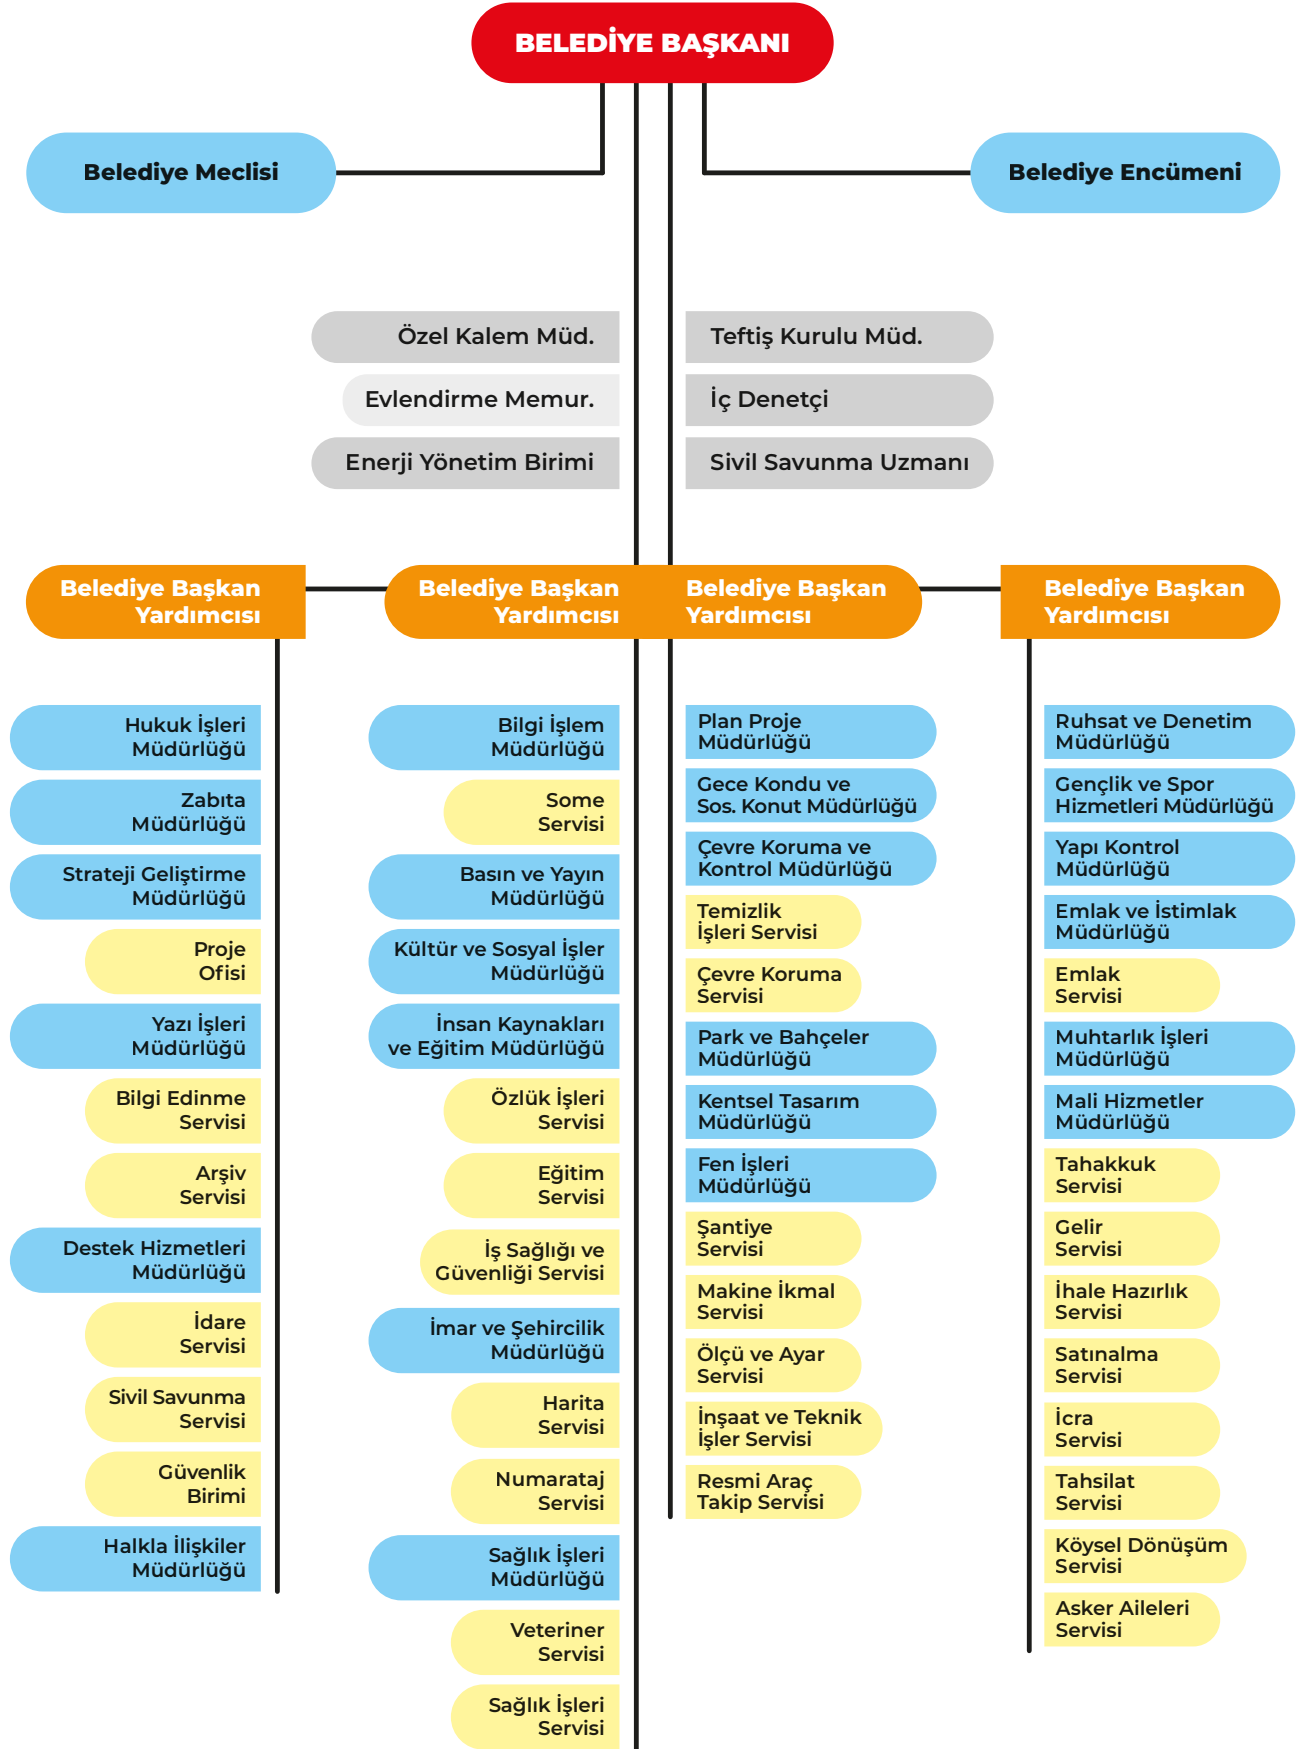 BELEDİYE BAŞKANI
Belediye Meclisi
Belediye Encümeni
Özel Kalem Müd.
Evlendirme Memur.
Enerji Yönetim Birimi
Teftiş Kurulu Müd.
İç Denetçi
Sivil Savunma Uzmanı
Belediye Başkan
Yardımcısı
Hukuk İşleri
Müdürlüğü
Zabıta
Müdürlüğü
Strateji Geliştirme
Müdürlüğü
Proje
Ofisi
Yazı İşleri
Müdürlüğü
Bilgi Edinme
Servisi
Arşiv
Servisi
Destek Hizmetleri
Müdürlüğü
İdare
Servisi
Sivil Savunma
Servisi
Güvenlik
Birimi
Halkla İlişkiler
Müdürlüğü
Belediye Başkan
Yardımcısı
Bilgi İşlem
Müdürlüğü
Some
Servisi
Basın ve Yayın
Müdürlüğü
Kültür ve Sosyal İşler
Müdürlüğü
İnsan Kaynakları
ve Eğitim Müdürlüğü
Özlük İşleri
Servisi
Eğitim
Servisi
İş Sağlığı ve
Güvenliği Servisi
İmar ve Şehircilik
Müdürlüğü
Harita
Servisi
Numarataj
Servisi
Sağlık İşleri
Müdürlüğü
Veteriner
Servisi
Sağlık İşleri
Servisi
Belediye Başkan
Yardımcısı
Plan Proje
Müdürlüğü
Gece Kondu ve
Sos. Konut Müdürlüğü
Çevre Koruma ve
Kontrol Müdürlüğü
Temizlik
İşleri Servisi
Çevre Koruma
Servisi
Park ve Bahçeler
Müdürlüğü
Kentsel Tasarım
Müdürlüğü
Fen İşleri
Müdürlüğü
Şantiye
Servisi
Makine İkmal
Servisi
Ölçü ve Ayar
Servisi
İnşaat ve Teknik
İşler Servisi
Resmi Araç
Takip Servisi
Belediye Başkan
Yardımcısı
Ruhsat ve Denetim
Müdürlüğü
Gençlik ve Spor
Hizmetleri Müdürlüğü
Yapı Kontrol
Müdürlüğü
Emlak ve İstimlak
Müdürlüğü
Emlak
Servisi
Muhtarlık İşleri
Müdürlüğü
Mali Hizmetler
Müdürlüğü
Tahakkuk
Servisi
Gelir
Servisi
İhale Hazırlık
Servisi
Satınalma
Servisi
İcra
Servisi
Tahsilat
Servisi
Köysel Dönüşüm
Servisi
Asker Aileleri
Servisi